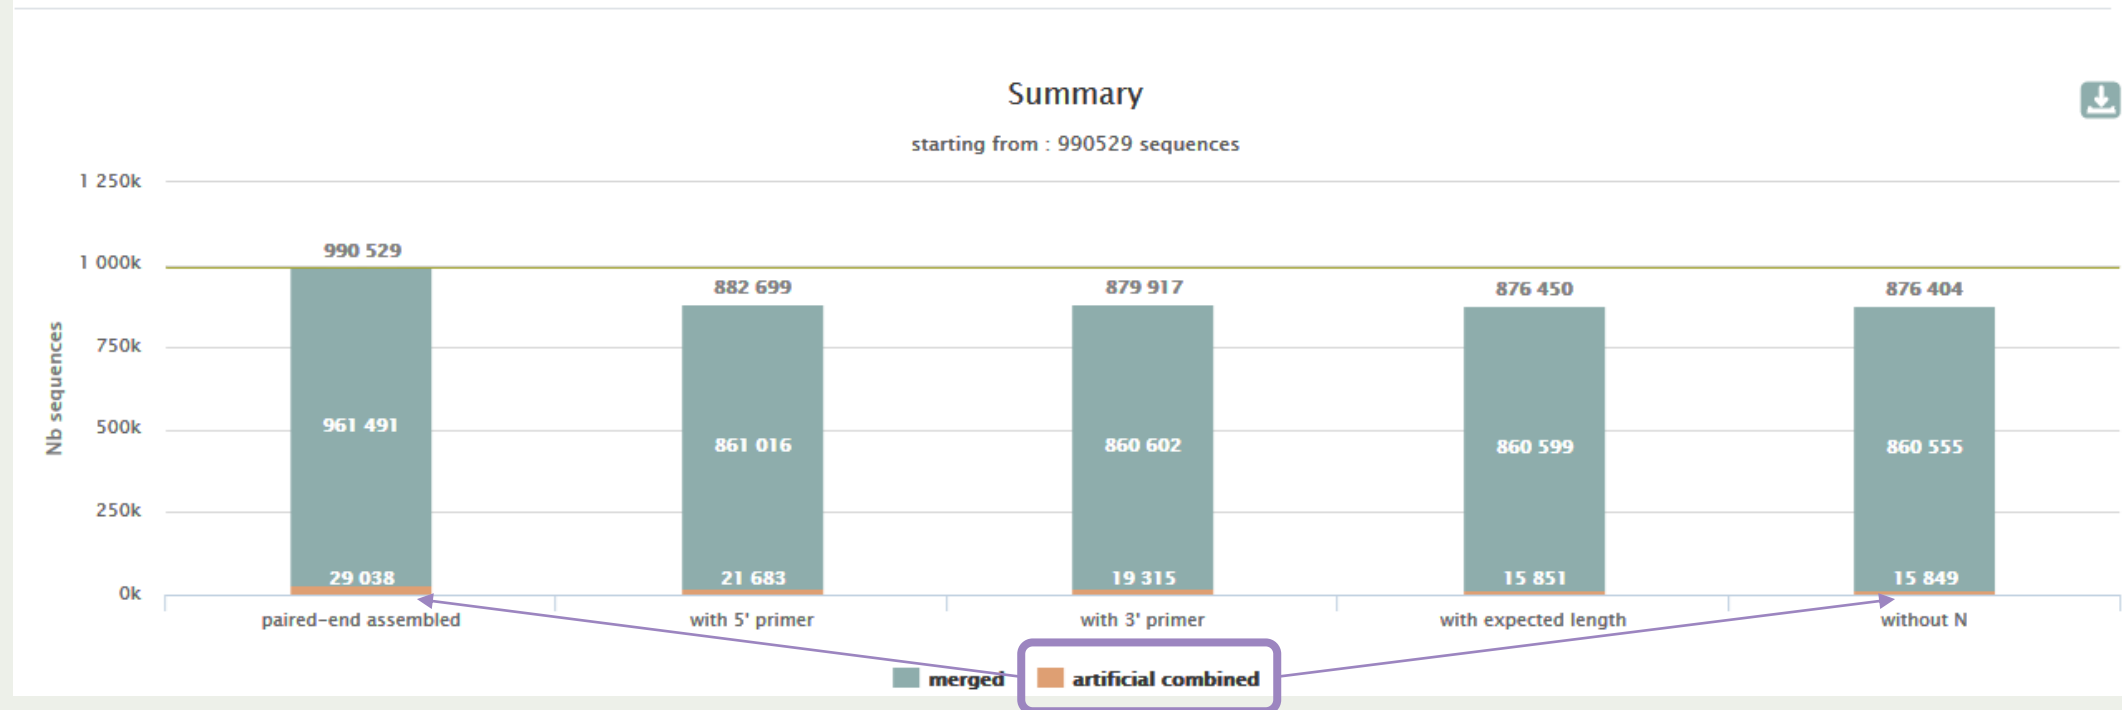 Summary
starting from : 990529 sequences
Nb sequences
1 250k
1 000k
750k
500k
250k
0k
990 529
882 699
879 917
876 450
876 404
961 491
861 016
860 602
860 599
860 555
29 038
21 683
19 315
15 851
15 849
paired-end assembled
with 5' primer
with 3' primer
with expected length
without N
merged
artificial combined